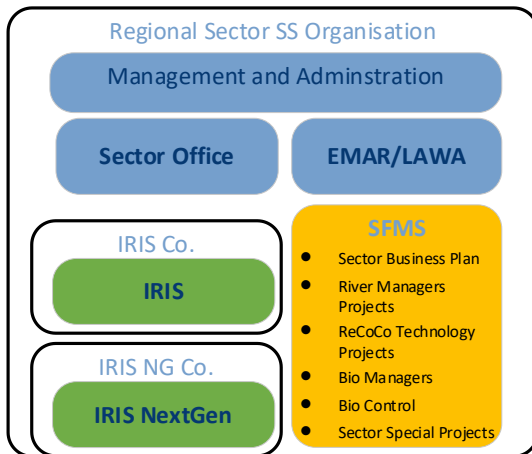 Regional Sector SS Organisation
Management and Adminstration
Sector Office
EMAR/LAWA
IRIS Co.
IRIS
IRIS NG Co.
IRIS NextGen
SFMS
• Sector Business Plan
• River Managers
Projects
• ReCoCo Technology
Projects
• Bio Managers
• Bio Control
• Sector Special Projects